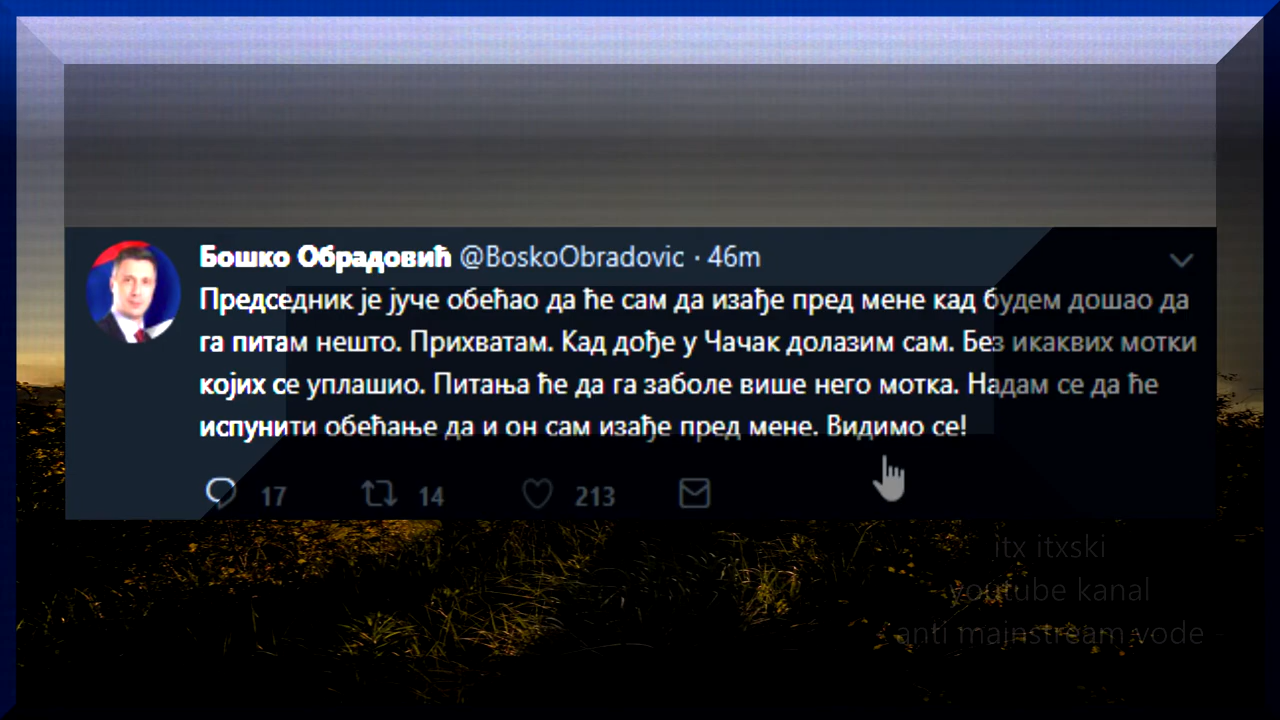 Бошко Обрадовић @BoskoObradovic · 46m
Председник је јуче обећао да ће сам да изађе пред мене кад будем дошао да
га питам нешто. Прихватам. Кад дође у Чачак долазим сам. Без икаквих мотки
којих се уплашио. Питања ће да га заболе више него мотка. Надам се да ће
испунити обећање да и он сам изађе пред мене. Видимо се!
17 14 213
itx itxski
youtube kanal
anti mainstream vode